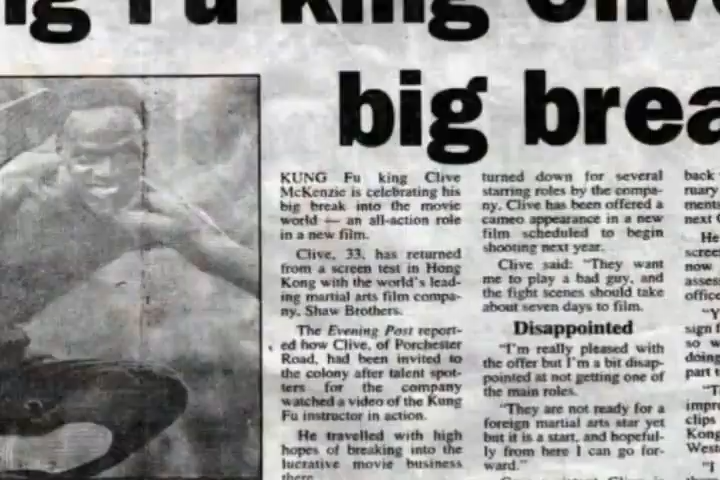 ng Fu king Clive
big brea
KUNG Fu king Clive
McKenzie is celebrating his
big break into the movie
world — an all-action role
in a new film.
Clive, 33, has returned
from a screen test in Hong
Kong with the world's lead-
ing martial arts film compa-
ny, Shaw Brothers.
The Evening Post report-
ed how Clive, of Porchester
Road, had been invited to
the colony after talent spot-
ters for the company
watched a video of the Kung
Fu instructor in action.
He travelled with high
hopes of breaking into the
lucrative movie business
there
turned down for several
starring roles by the compa-
ny, Clive has been offered a
cameo appearance in a new
film scheduled to begin
shooting next year.
Clive said: "They want
me to play a bad guy, and
the fight scenes should take
about seven days to film.
Disappointed
"I'm really pleased with
the offer but I'm a bit disap-
pointed at not getting one of
the main roles.
"They are not ready for a
foreign martial arts star yet
but it is a start, and hopeful-
ly from here I can go for-
ward."
back
ruary
ments
next
He
scree
now
asses
office
"Y
sign
so w
doing
part t
"T
impr
clips
Kong
West
"I